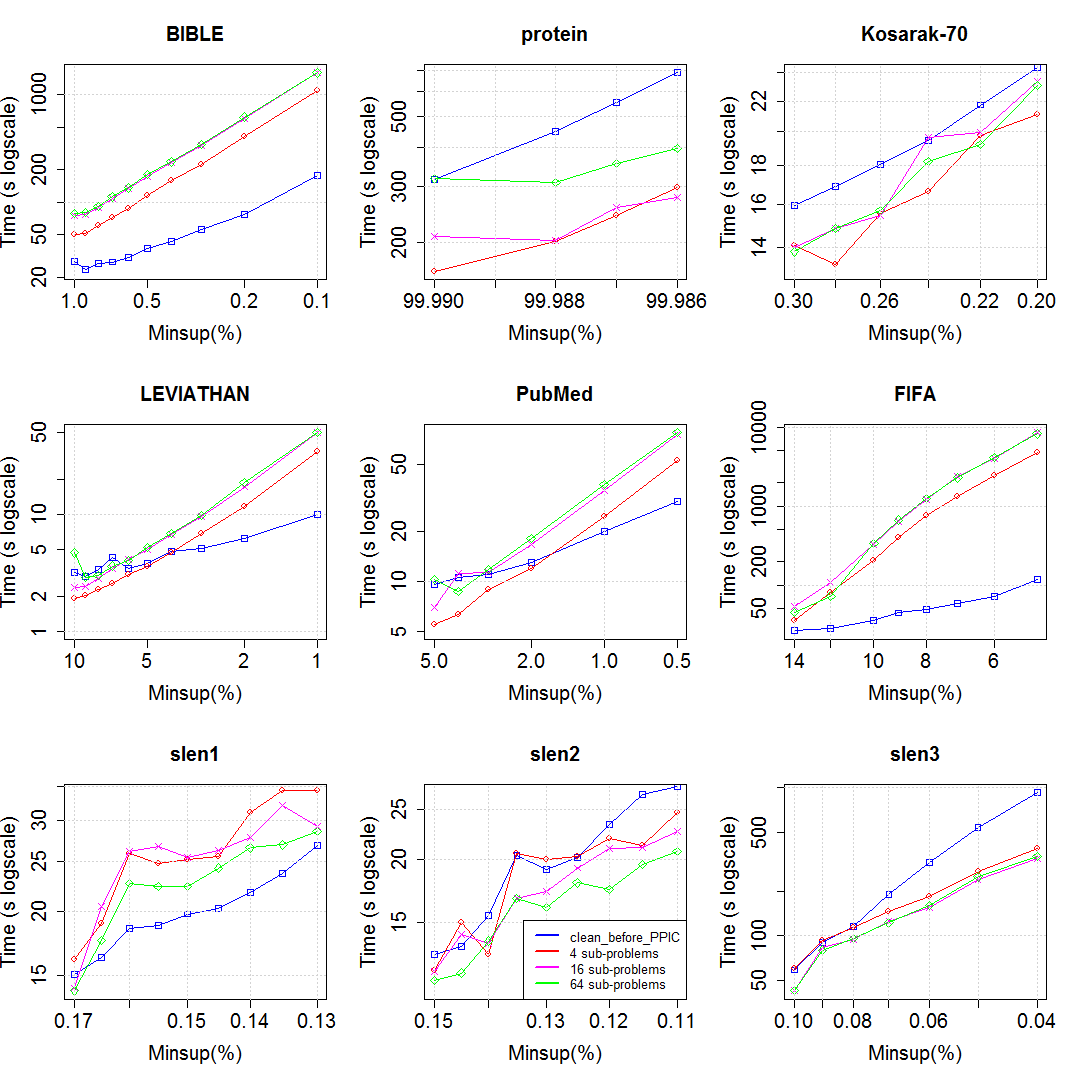 BIBLE
Time (s logscale)
1000
200
50
20
1.0 0.5 0.2 0.1
Minsup(%)
protein
Time (s logscale)
500
300
200
99.990 99.988 99.986
Minsup(%)
Kosarak-70
Time (s logscale)
22
18
16
14
0.30 0.26 0.22 0.20
Minsup(%)
LEVIATHAN
Time (s logscale)
50
10
5
2
1
10 5 2 1
Minsup(%)
PubMed
Time (s logscale)
50
20
10
5
5.0 2.0 1.0 0.5
Minsup(%)
FIFA
Time (s logscale)
10000
1000
200
50
14 10 8 6
Minsup(%)
slen1
Time (s logscale)
30
25
20
15
0.17 0.15 0.14 0.13
Minsup(%)
slen2
Time (s logscale)
25
20
15
clean_before_PPIC
4 sub-problems
16 sub-problems
64 sub-problems
0.15 0.13 0.12 0.11
Minsup(%)
slen3
Time (s logscale)
500
100
50
0.10 0.08 0.06 0.04
Minsup(%)